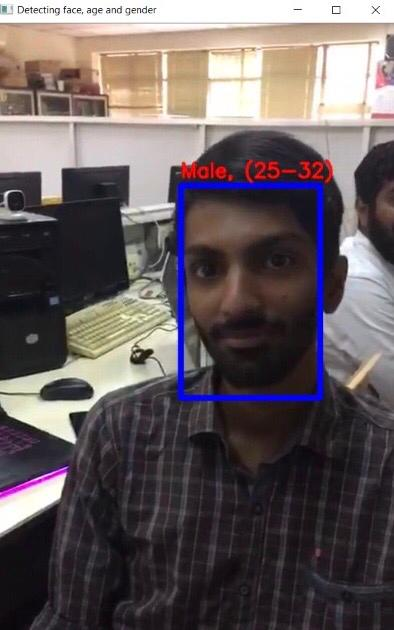 Detecting face, age and gender
Male, (25-32)